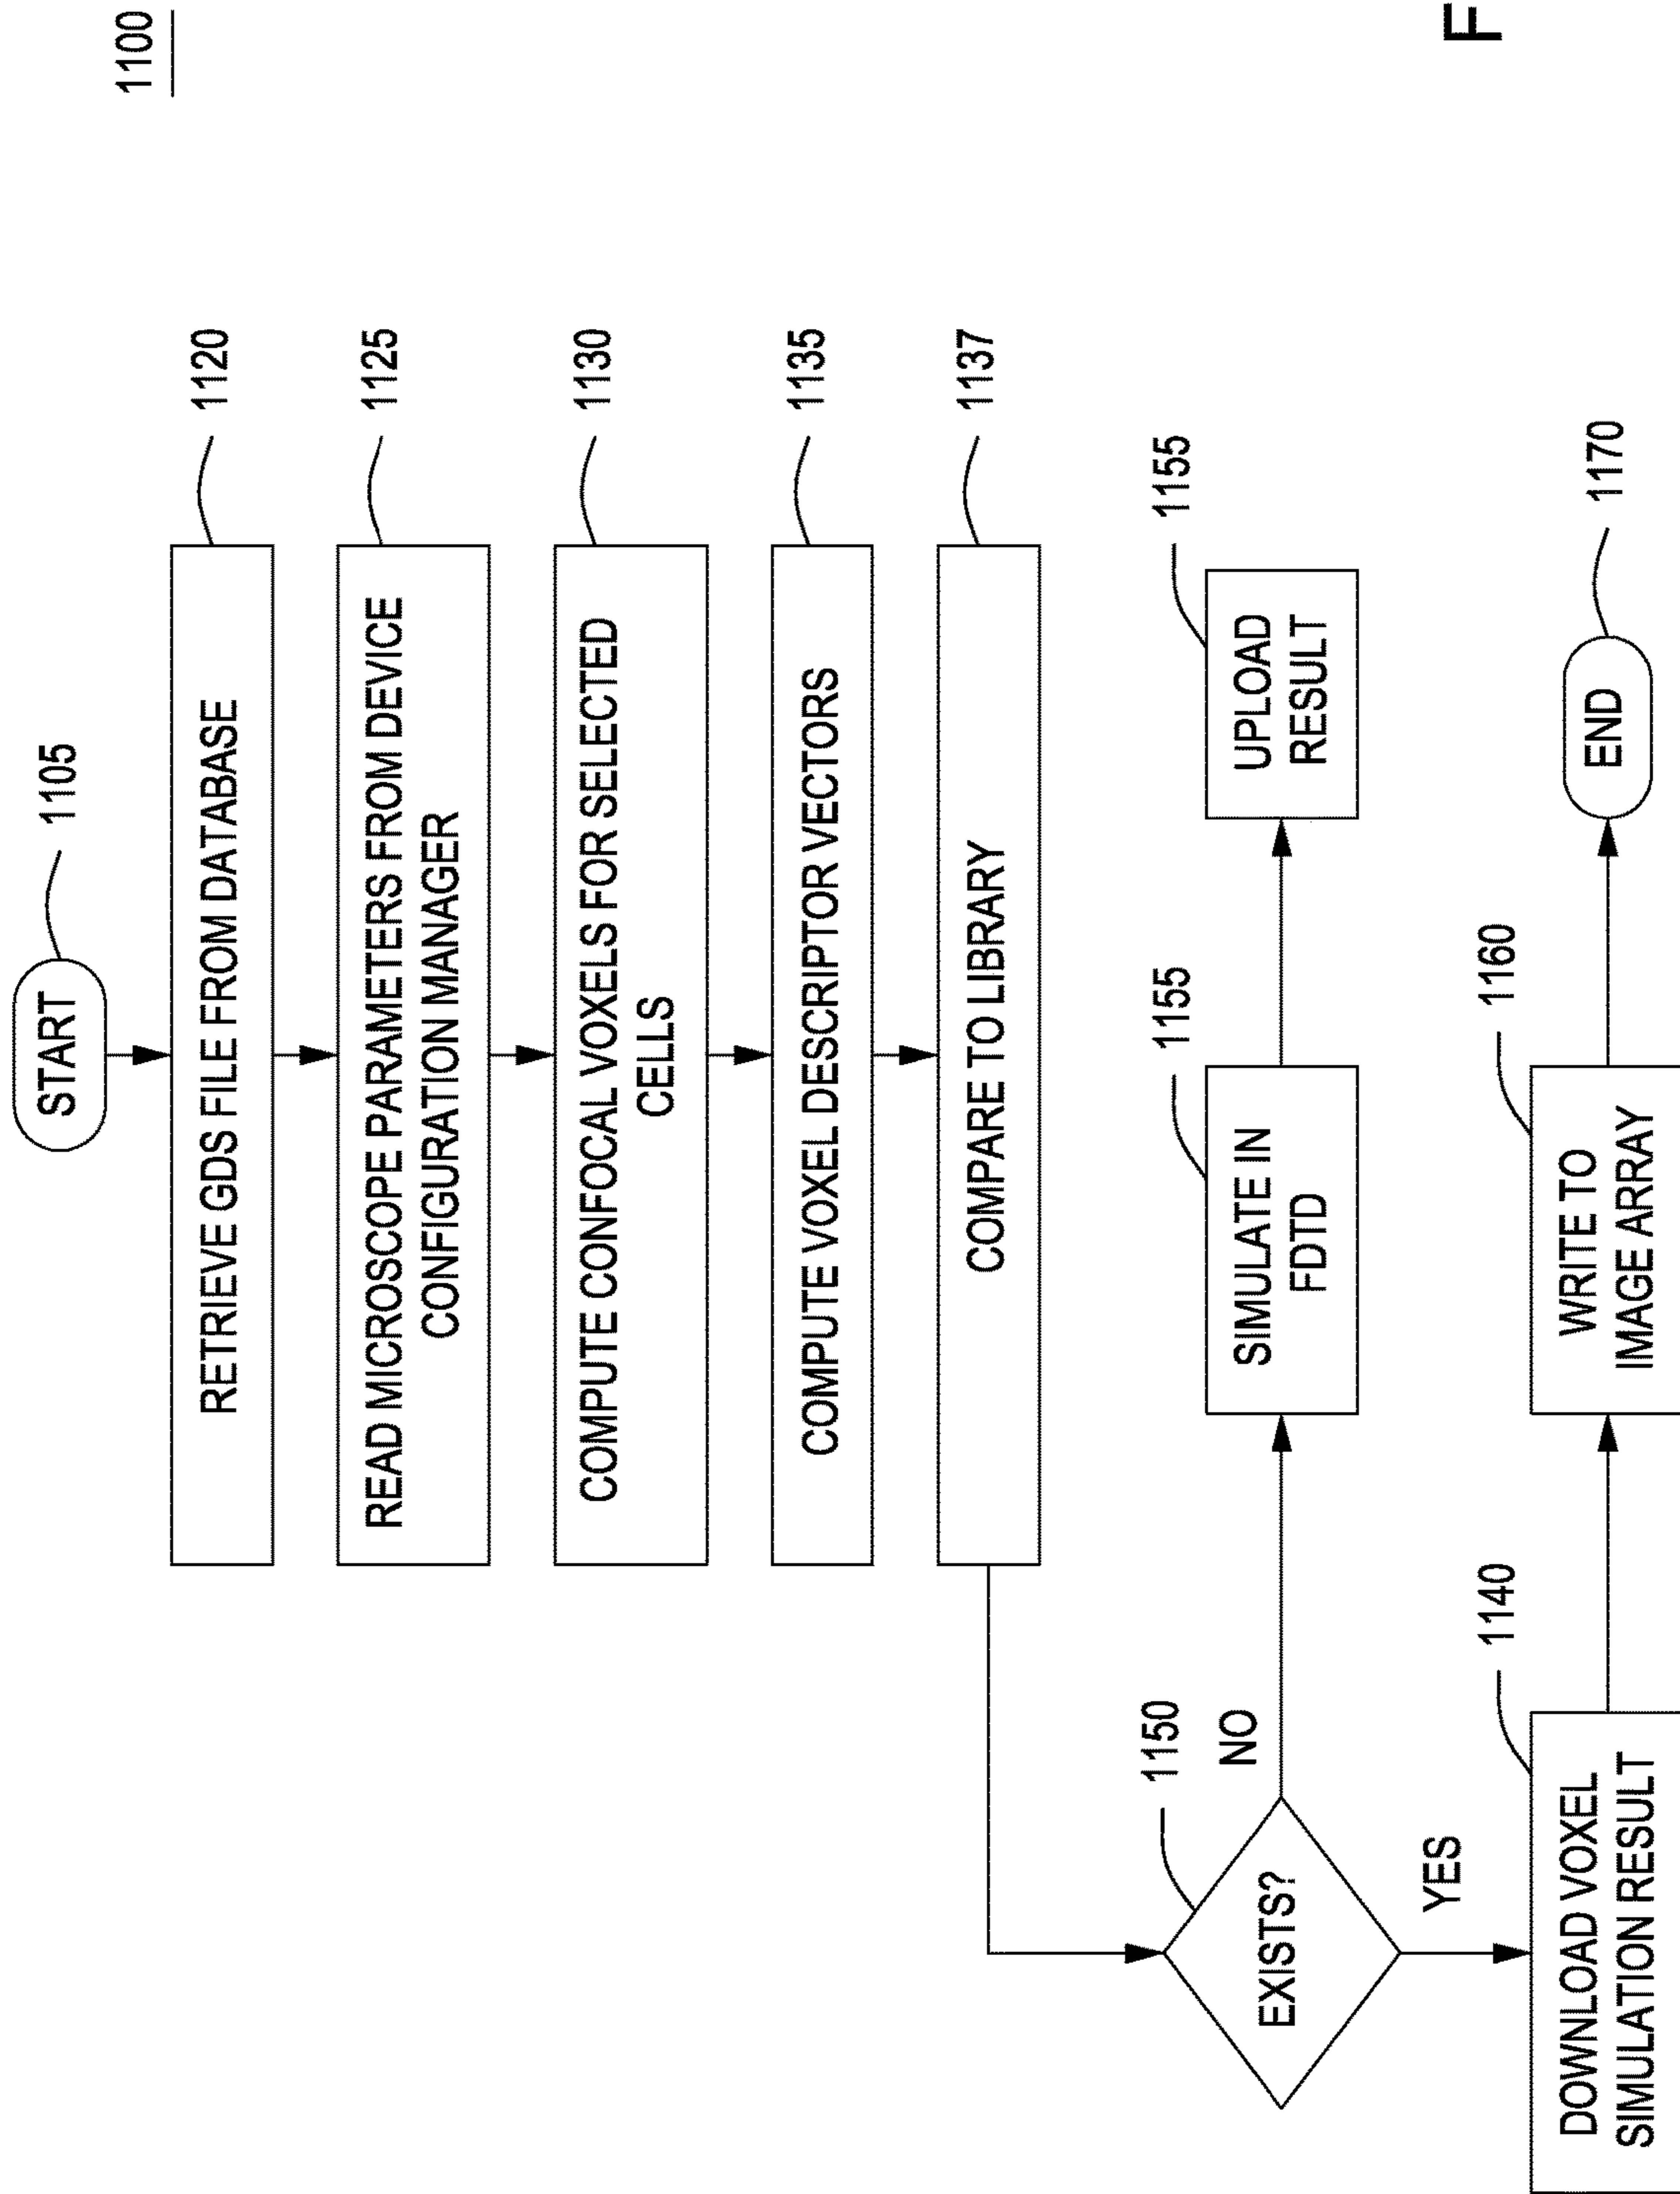 1100
START
1105
RETRIEVE GDS FILE FROM DATABASE
1120
READ MICROSCOPE PARAMETERS FROM DEVICE
CONFIGURATION MANAGER
1125
COMPUTE CONFOCAL VOXELS FOR SELECTED
CELLS
1130
COMPUTE VOXEL DESCRIPTOR VECTORS
1135
COMPARE TO LIBRARY
1137
EXISTS?
1150
NO
SIMULATE IN
FDTD
1155
UPLOAD
RESULT
1155
YES
DOWNLOAD VOXEL
SIMULATION RESULT
1140
WRITE TO
IMAGE ARRAY
1160
END
1170
F